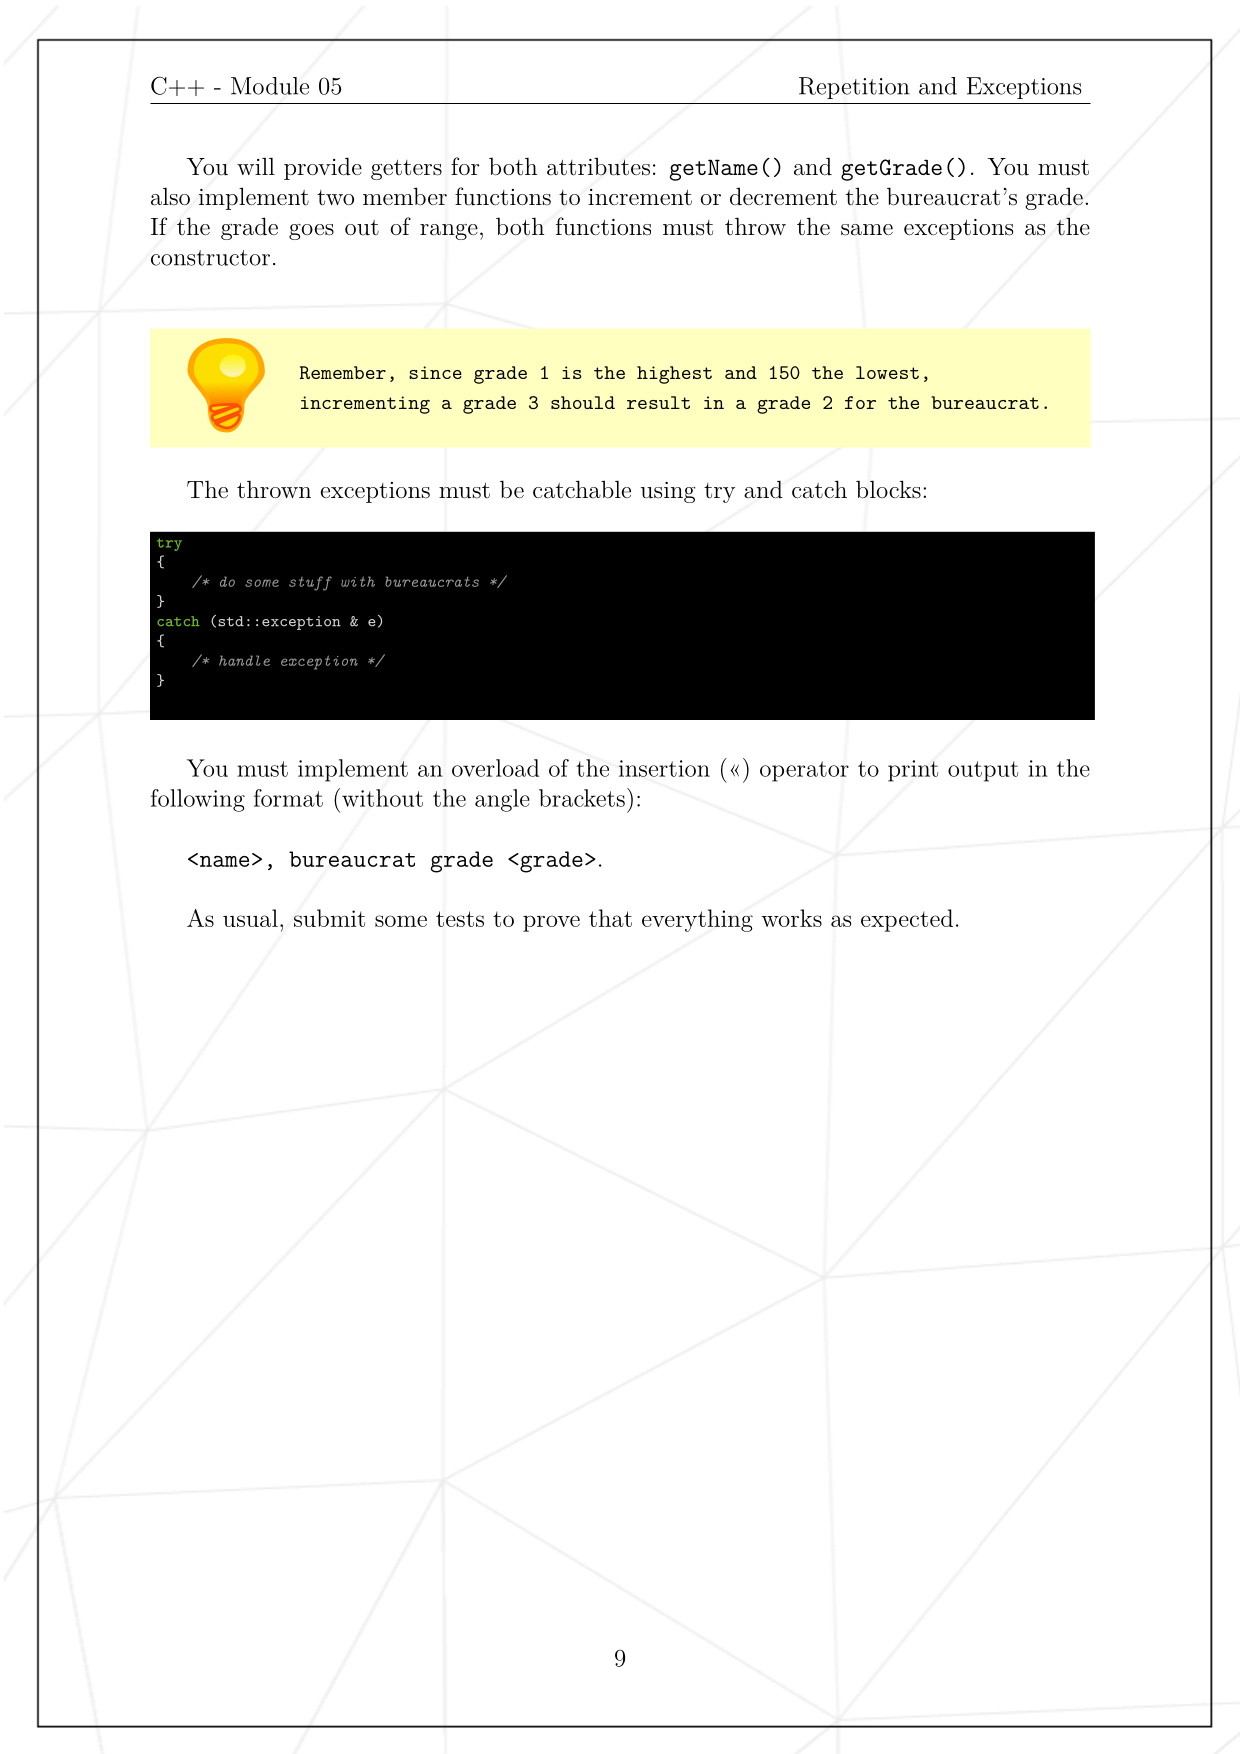 C++ - Module 05 Repetition and Exceptions
You will provide getters for both attributes: getName() and getGrade(). You must
also implement two member functions to increment or decrement the bureaucrat's grade.
If the grade goes out of range, both functions must throw the same exceptions as the
constructor.
Remember, since grade 1 is the highest and 150 the lowest,
incrementing a grade 3 should result in a grade 2 for the bureaucrat.
The thrown exceptions must be catchable using try and catch blocks:
try
{
/* do some stuff with bureaucrats */
}
catch (std::exception & e)
{
/* handle exception */
}
You must implement an overload of the insertion («) operator to print output in the
following format (without the angle brackets):
<name>, bureaucrat grade <grade>.
As usual, submit some tests to prove that everything works as expected.
9